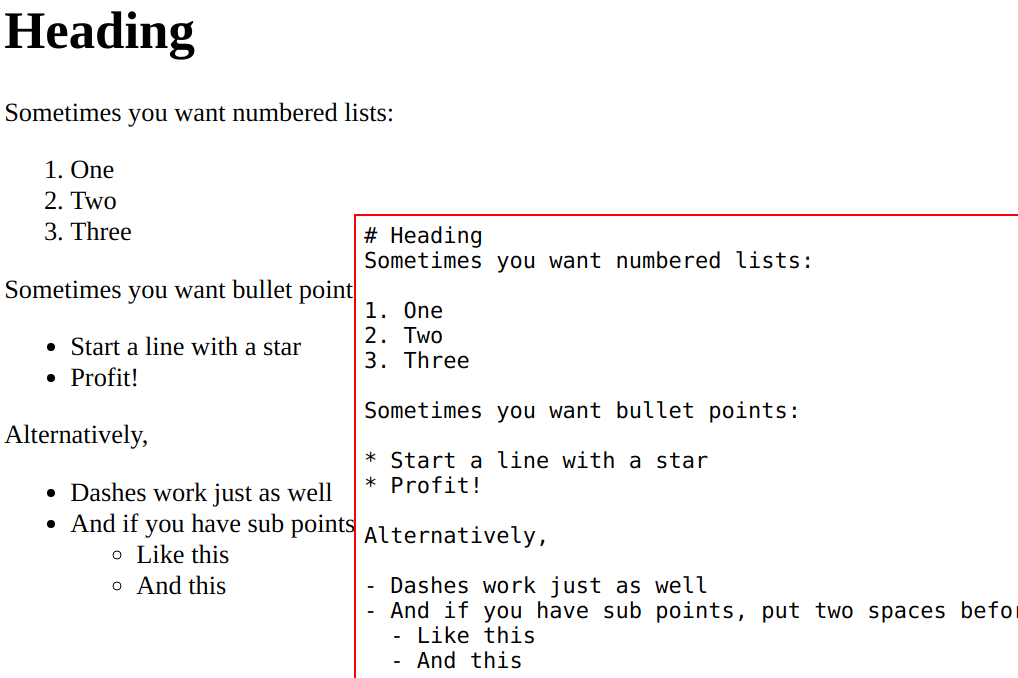 Heading
Sometimes you want numbered lists:
1. One
2. Two
3. Three
Sometimes you want bullet point
• Start a line with a star
• Profit!
Alternatively,
• Dashes work just as well
• And if you have sub points
◦ Like this
◦ And this
# Heading
Sometimes you want numbered lists:
1. One
2. Two
3. Three
Sometimes you want bullet points:
* Start a line with a star
* Profit!
Alternatively,
- Dashes work just as well
- And if you have sub points, put two spaces befor
- Like this
- And this